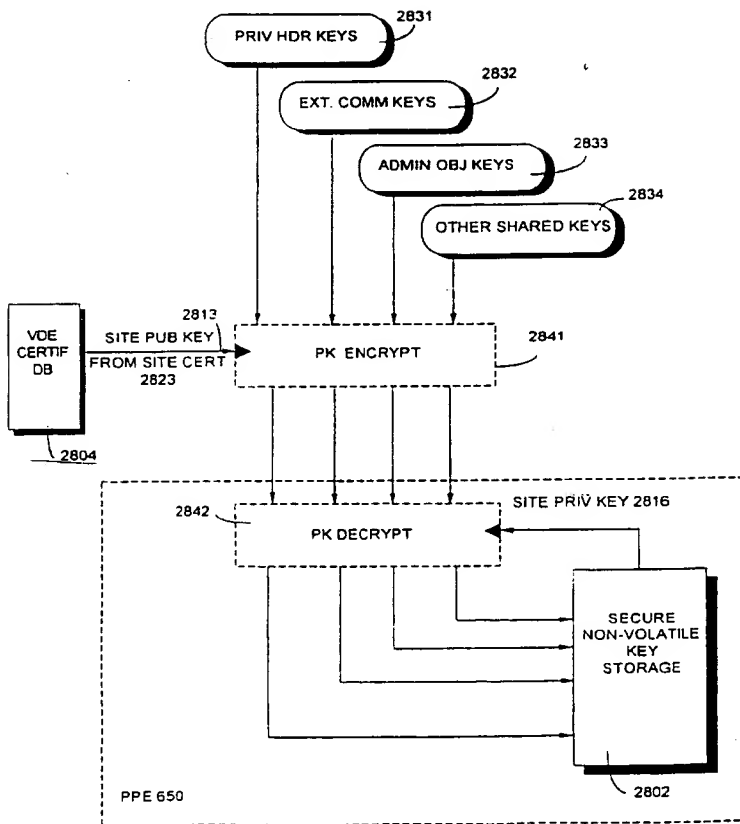 2831
PRIV HDR KEYS
2832
EXT. COMM KEYS
2833
ADMIN OBJ KEYS
2834
OTHER SHARED KEYS
2813
VDE
CERTIF
DB
SITE PUB KEY
FROM SITE CERT
2823
PK ENCRYPT
2841
2804
2842
PK DECRYPT
SITE PRIV KEY 2816
SECURE
NON-VOLATILE
KEY
STORAGE
PPE 650
2802